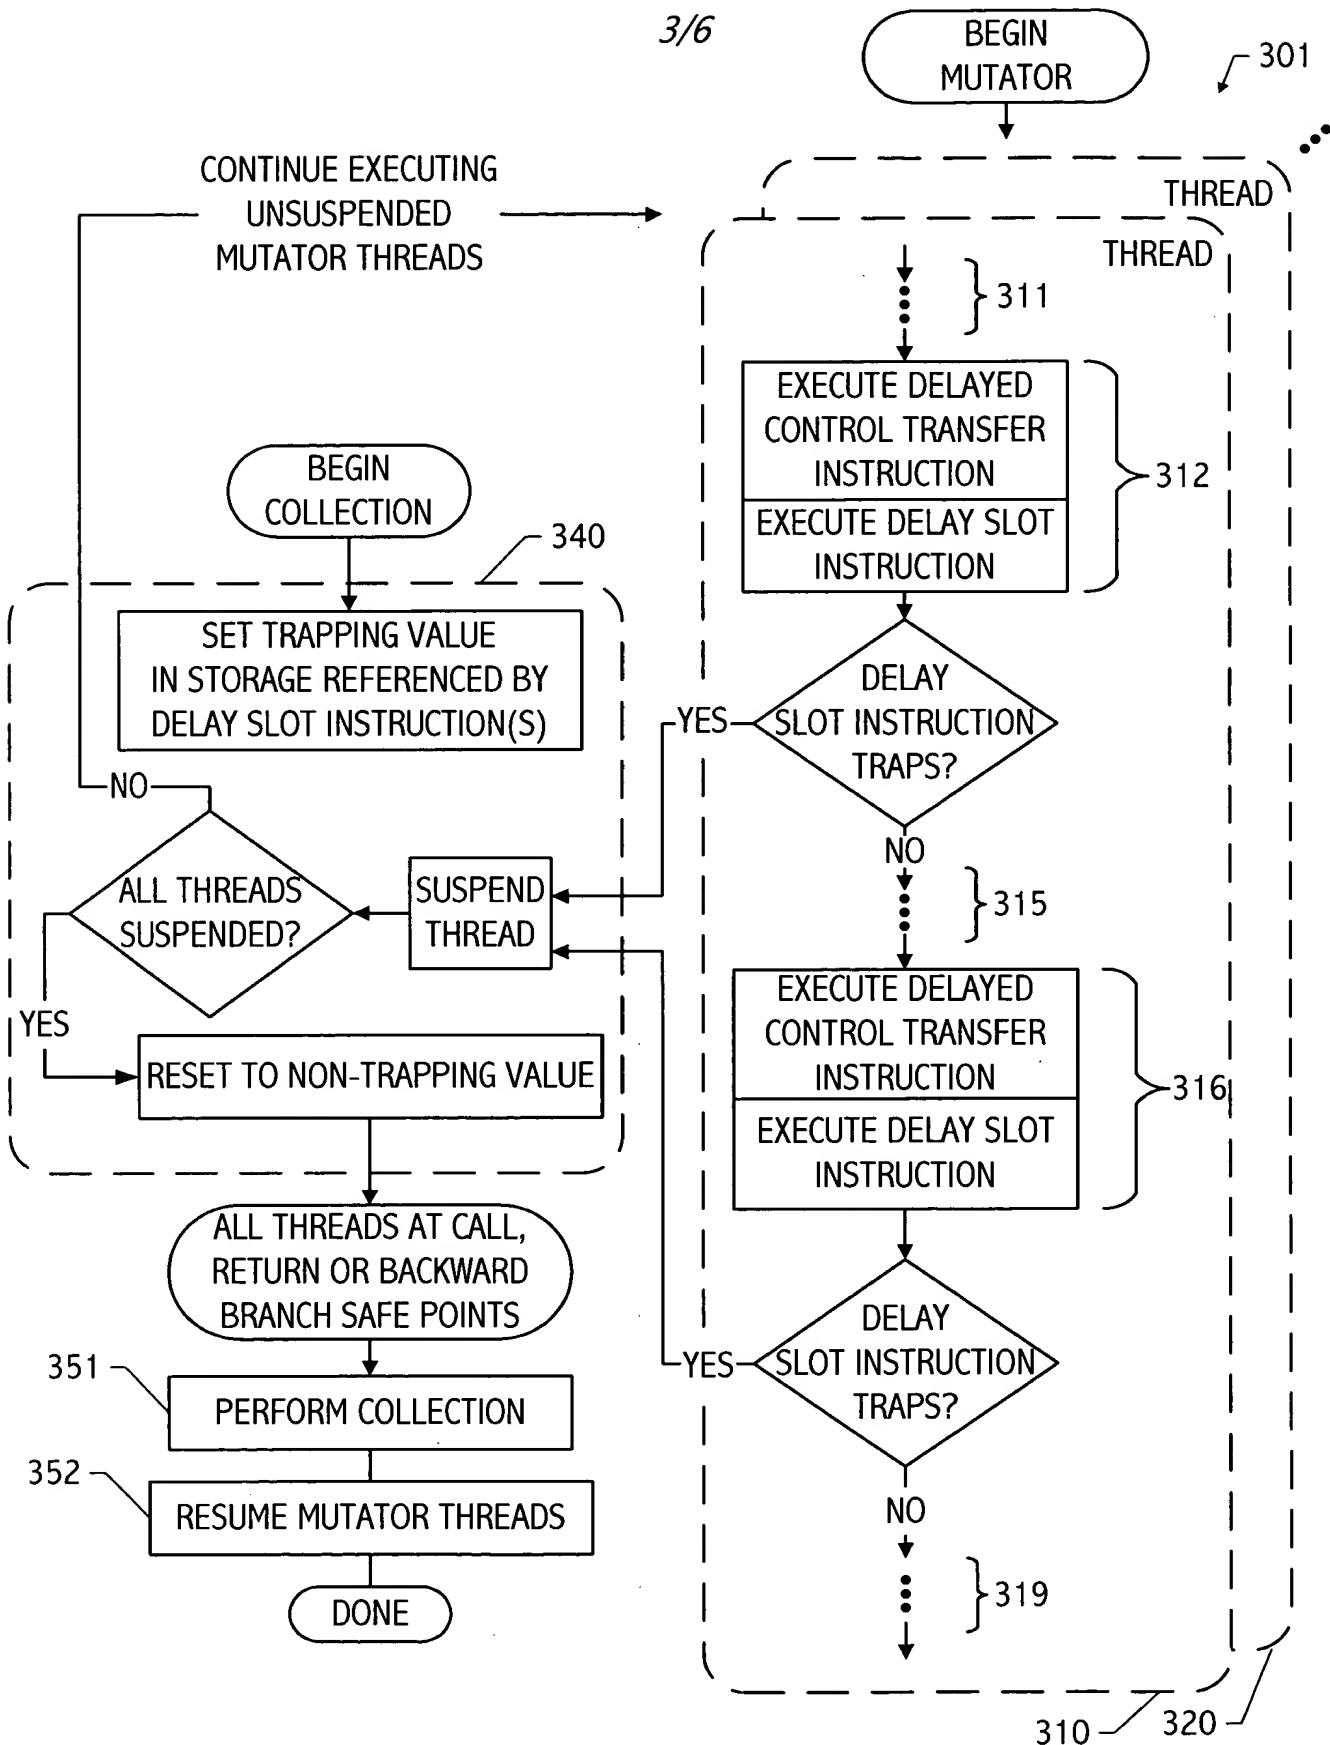 3/6
BEGIN
MUTATOR
301
CONTINUE EXECUTING
UNSUSPENDED
MUTATOR THREADS
THREAD
THREAD
311
EXECUTE DELAYED
CONTROL TRANSFER
INSTRUCTION
EXECUTE DELAY SLOT
INSTRUCTION
312
BEGIN
COLLECTION
340
SET TRAPPING VALUE
IN STORAGE REFERENCED BY
DELAY SLOT INSTRUCTION(S)
DELAY
SLOT INSTRUCTION
TRAPS?
YES
NO
NO
ALL THREADS
SUSPENDED?
SUSPEND
THREAD
315
YES
EXECUTE DELAYED
CONTROL TRANSFER
INSTRUCTION
EXECUTE DELAY SLOT
INSTRUCTION
316
RESET TO NON-TRAPPING VALUE
ALL THREADS AT CALL,
RETURN OR BACKWARD
BRANCH SAFE POINTS
DELAY
SLOT INSTRUCTION
TRAPS?
YES
351
PERFORM COLLECTION
352
RESUME MUTATOR THREADS
NO
DONE
319
310
320